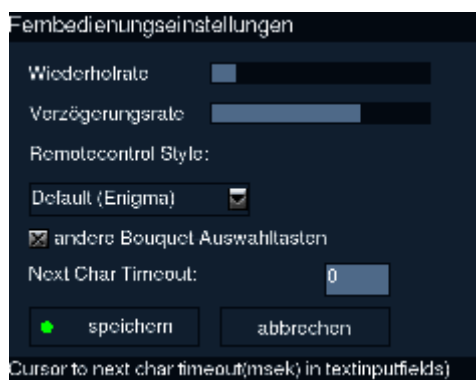 Fernbedienungseinstellungen
Wiederholrate
Verzögerungsrate
Remotecontrol Style:
Default (Enigma)
andere Bouquet Auswahltasten
Next Char Timeout:
0
speichern
abbrechen
Cursor to next char timeout(msek) in textinputfields)